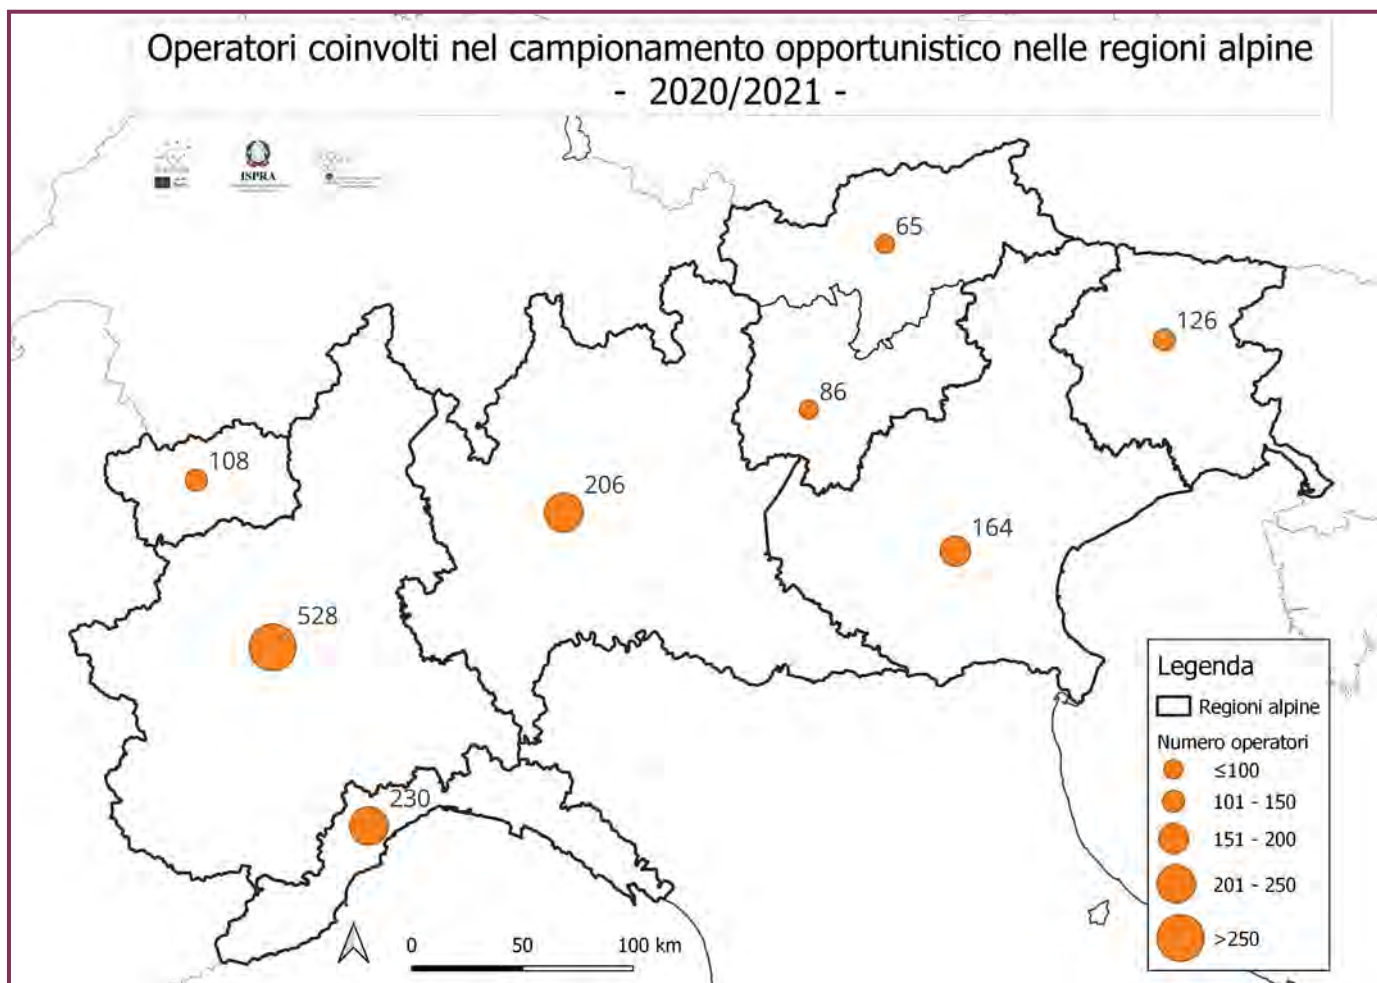 Operatori coinvolti nel campionamento opportunistico nelle regioni alpine
- 2020/2021 -
ISPRA
65
126
86
108
206
164
528
230
Legenda
Regioni alpine
Numero operatori
≤100
101 - 150
151 - 200
201 - 250
>250
0 50 100 km